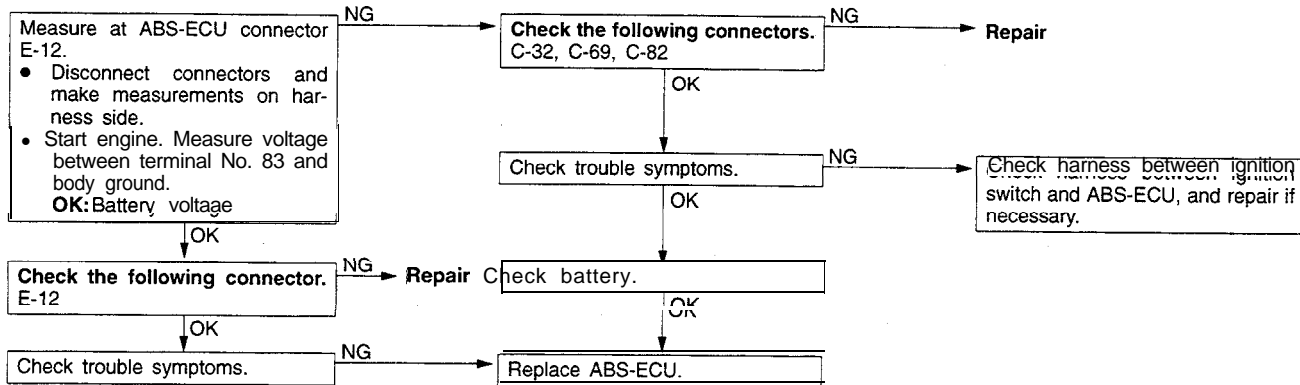 Measure at ABS-ECU connector
E-12.
● Disconnect connectors and
make measurements on har-
ness side.
● Start engine. Measure voltage
between terminal No. 83 and
body ground.
OK: Battery voltage
NG
Check the following connectors.
C-32, C-69, C-82
NG
Repair
OK
Check trouble symptoms.
NG
Check harness between ignition
switch and ABS-ECU, and repair if
necessary.
OK
OK
Check the following connector.
E-12
NG
Repair
Check battery.
OK
OK
Check trouble symptoms.
NG
Replace ABS-ECU.